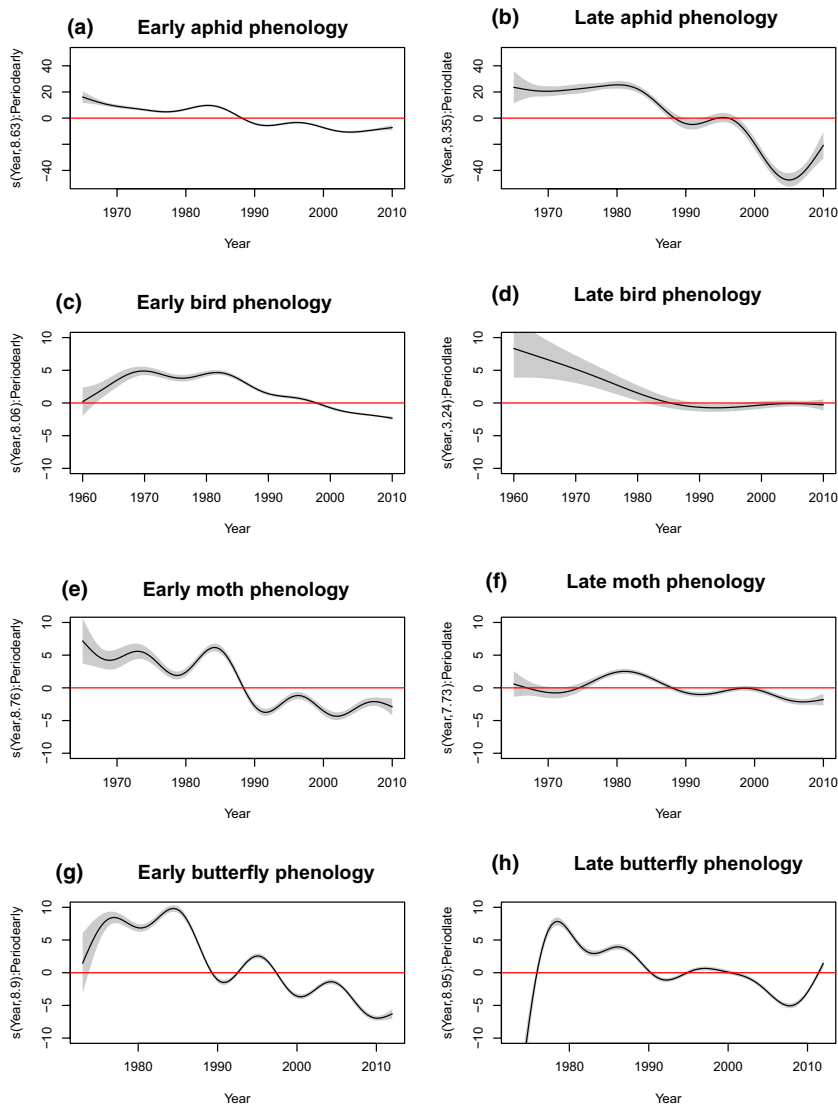 (a) Early aphid phenology
s(Year,8.63):Periodearly
40
20
0
−40
1970 1980 1990 2000 2010
Year
(b) Late aphid phenology
s(Year,8.35):Periodlate
40
20
0
−40
1970 1980 1990 2000 2010
Year
(c) Early bird phenology
s(Year,8.06):Periodearly
10
5
0
−5
−10
1960 1970 1980 1990 2000 2010
Year
(d) Late bird phenology
s(Year,3.24):Periodlate
10
5
0
−5
−10
1960 1970 1980 1990 2000 2010
Year
(e) Early moth phenology
s(Year,8.76):Periodearly
10
5
0
−5
−10
1970 1980 1990 2000 2010
Year
(f) Late moth phenology
s(Year,7.73):Periodlate
10
5
0
−5
−10
1970 1980 1990 2000 2010
Year
(g) Early butterfly phenology
s(Year,8.9):Periodearly
10
5
0
−5
−10
1980 1990 2000 2010
Year
(h) Late butterfly phenology
s(Year,8.95):Periodlate
10
5
0
−5
−10
1980 1990 2000 2010
Year